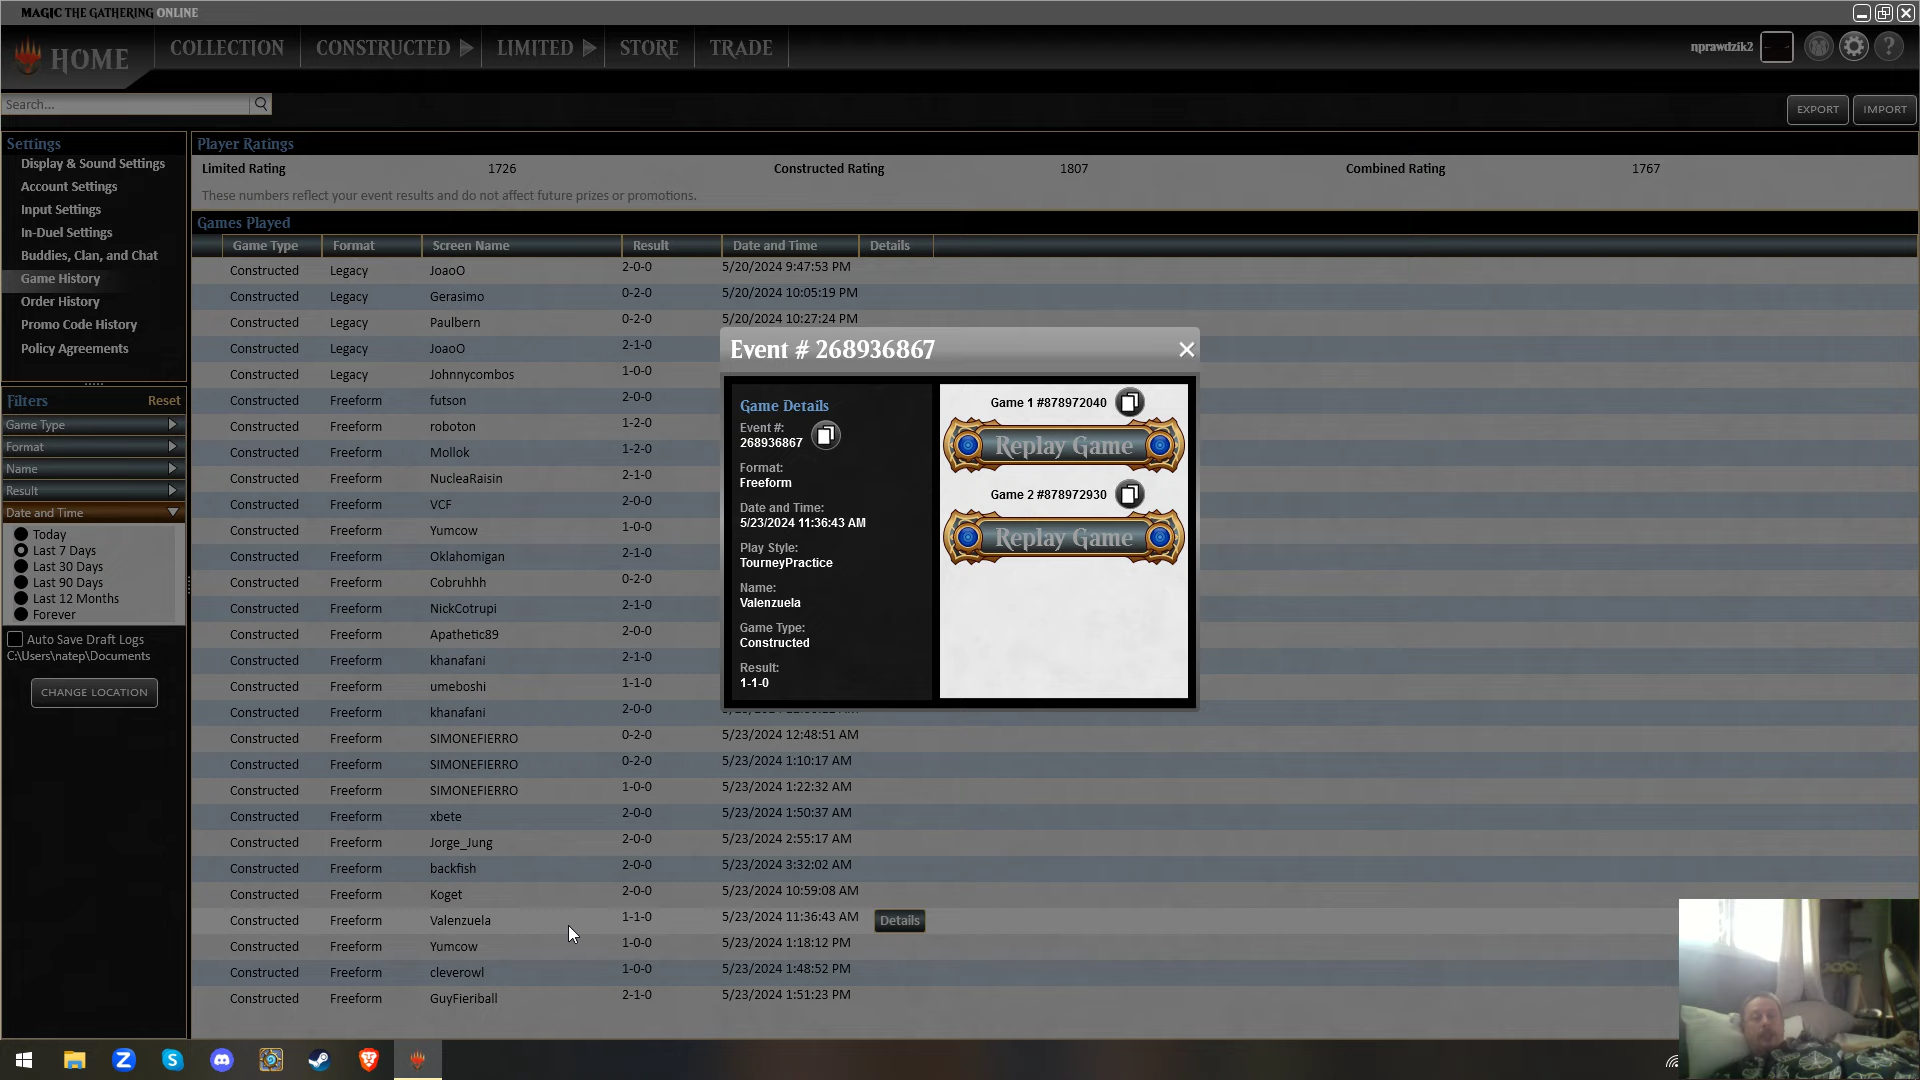 MAGIC THE GATHERING ONLINE
HOME
COLLECTION
CONSTRUCTED
LIMITED
STORE
TRADE
nprawdzik2
?
Search...
EXPORT
IMPORT
Settings
Display & Sound Settings
Account Settings
Input Settings
In-Duel Settings
Buddies, Clan, and Chat
Game History
Order History
Promo Code History
Policy Agreements
Filters Reset
Game Type
Format
Name
Result
Date and Time
Today
Last 7 Days
Last 30 Days
Last 90 Days
Last 12 Months
Forever
Auto Save Draft Logs
C:\Users\natep\Documents
CHANGE LOCATION
Player Ratings
Limited Rating 1726 Constructed Rating 1807 Combined Rating 1767
These numbers reflect your event results and do not affect future prizes or promotions.
Games Played
Game Type Format Screen Name Result Date and Time Details
Constructed Legacy JoaoO 2-0-0 5/20/2024 9:47:53 PM
Constructed Legacy Gerasimo 0-2-0 5/20/2024 10:05:19 PM
Constructed Legacy Paulbern 0-2-0 5/20/2024 10:27:24 PM
Constructed Legacy JoaoO 2-1-0
Constructed Legacy Johnnycombos 1-0-0
Constructed Freeform futson 2-0-0
Constructed Freeform roboton 1-2-0
Constructed Freeform Mollok 1-2-0
Constructed Freeform NucleaRaisin 2-1-0
Constructed Freeform VCF 2-0-0
Constructed Freeform Yumcow 1-0-0
Constructed Freeform Oklahomigan 2-1-0
Constructed Freeform Cobruhhh 0-2-0
Constructed Freeform NickCotrupi 2-1-0
Constructed Freeform Apathetic89 2-0-0
Constructed Freeform khanafani 2-1-0
Constructed Freeform umeboshi 1-1-0
Constructed Freeform khanafani 2-0-0
Constructed Freeform SIMONEFIERRO 0-2-0 5/23/2024 12:48:51 AM
Constructed Freeform SIMONEFIERRO 0-2-0 5/23/2024 1:10:17 AM
Constructed Freeform SIMONEFIERRO 1-0-0 5/23/2024 1:22:32 AM
Constructed Freeform xbete 2-0-0 5/23/2024 1:50:37 AM
Constructed Freeform Jorge_Jung 2-0-0 5/23/2024 2:55:17 AM
Constructed Freeform backfish 2-0-0 5/23/2024 3:32:02 AM
Constructed Freeform Koget 2-0-0 5/23/2024 10:59:08 AM
Constructed Freeform Valenzuela 1-1-0 5/23/2024 11:36:43 AM Details
Constructed Freeform Yumcow 1-0-0 5/23/2024 1:18:12 PM
Constructed Freeform cleverowl 1-0-0 5/23/2024 1:48:52 PM
Constructed Freeform GuyFieriball 2-1-0 5/23/2024 1:51:23 PM
Event # 268936867
Game Details
Event #:
268936867
Format:
Freeform
Date and Time:
5/23/2024 11:36:43 AM
Play Style:
TourneyPractice
Name:
Valenzuela
Game Type:
Constructed
Result:
1-1-0
Game 1 #878972040
Replay Game
Game 2 #878972930
Replay Game